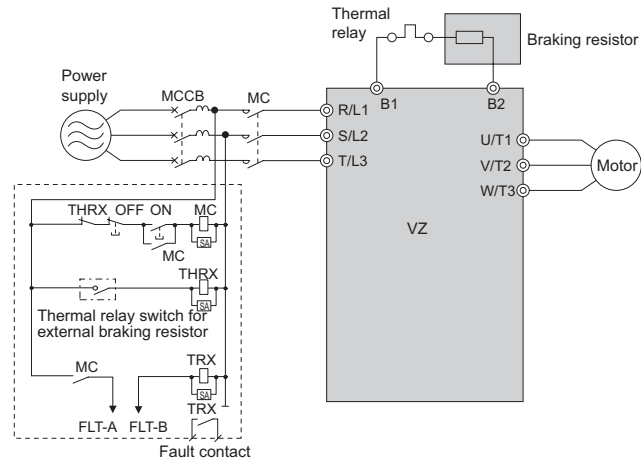 Thermal
relay
Braking resistor
Power
supply
MCCB
MC
B1
B2
R/L1
S/L2
T/L3
U/T1
V/T2
W/T3
Motor
VZ
THRX
OFF
ON
MC
SA
MC
THRX
SA
Thermal relay switch for
external braking resistor
MC
TRX
SA
TRX
FLT-A
FLT-B
Fault contact